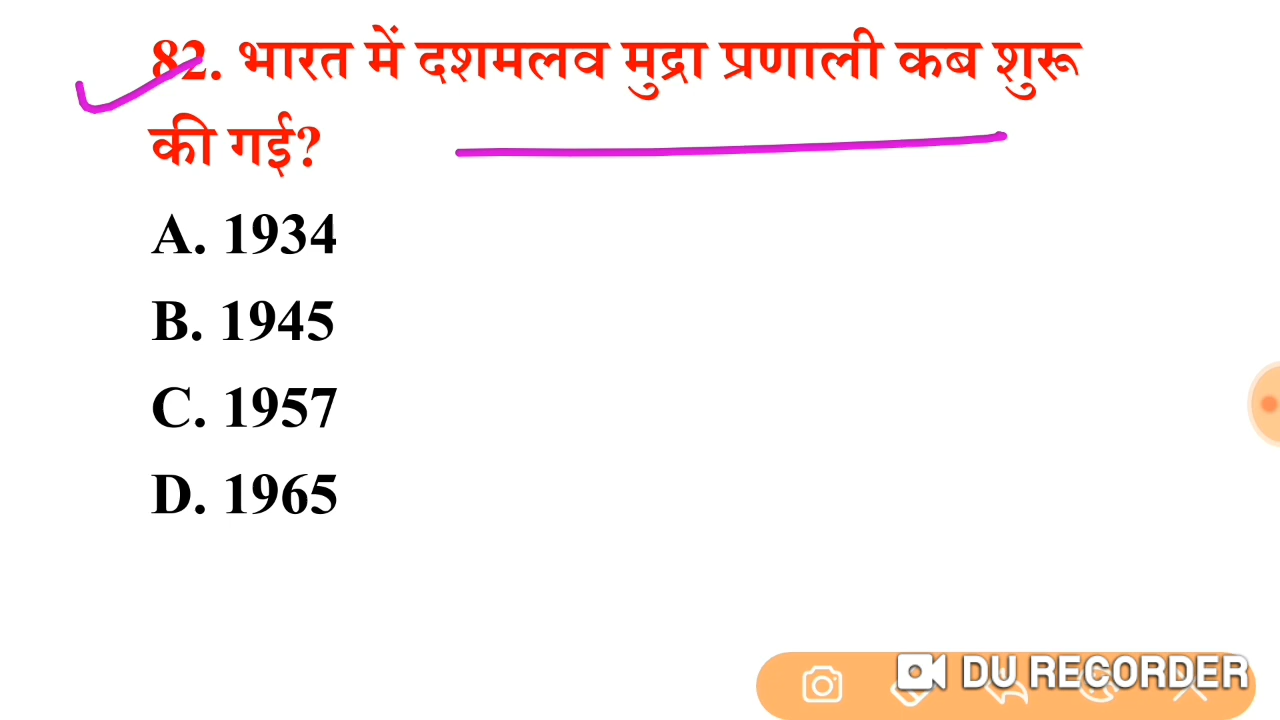 82. भारत में दशमलव मुद्रा प्रणाली कब शुरू
की गई?
A. 1934
B. 1945
C. 1957
D. 1965
DU RECORDER